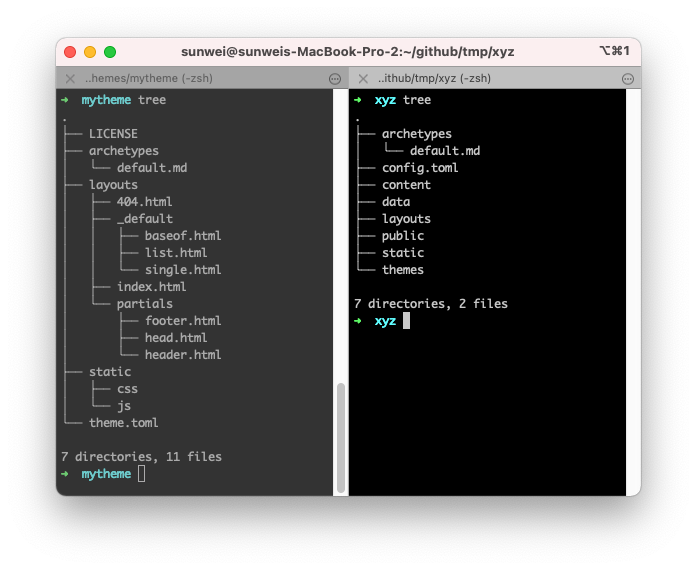 sunwei@sunweis-MacBook-Pro-2:~/github/tmp/xyz
⌥⌘1
..hemes/mytheme (-zsh)
➜ mytheme tree
.
├── LICENSE
├── archetypes
│   └── default.md
├── layouts
│   ├── 404.html
│   ├── _default
│   │   ├── baseof.html
│   │   ├── list.html
│   │   └── single.html
│   ├── index.html
│   └── partials
│       ├── footer.html
│       ├── head.html
│       └── header.html
├── static
│   ├── css
│   └── js
└── theme.toml
7 directories, 11 files
➜ mytheme
..ithub/tmp/xyz (-zsh)
➜ xyz tree
.
├── archetypes
│   └── default.md
├── config.toml
├── content
├── data
├── layouts
├── public
├── static
└── themes
7 directories, 2 files
➜ xyz